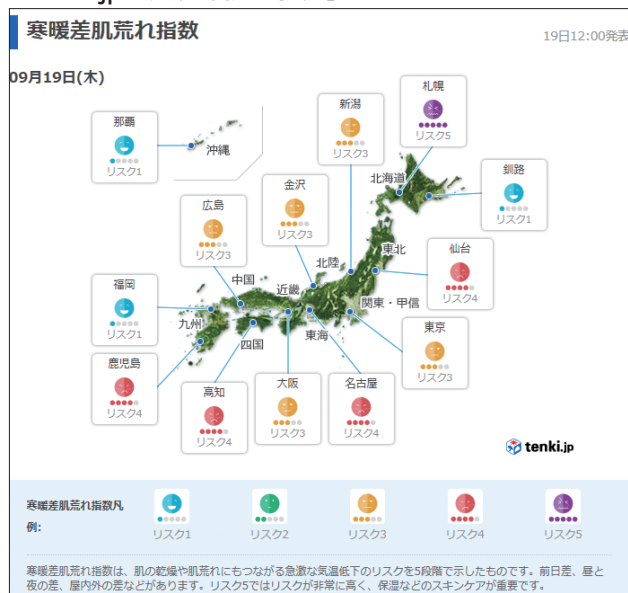 寒暖差肌荒れ指数
19日12:00発表
09月19日(木)
那覇
リスク1
沖縄
新潟
リスク3
札幌
リスク5
北海道
釧路
リスク1
金沢
リスク3
広島
リスク3
北陸
東北
仙台
リスク4
福岡
リスク1
中国
近畿
関東・甲信
九州
四国
東海
東京
リスク3
鹿児島
リスク4
高知
リスク4
大阪
リスク3
名古屋
リスク4
tenki.jp
寒暖差肌荒れ指数凡
例:
リスク1
リスク2
リスク3
リスク4
リスク5
寒暖差肌荒れ指数は、肌の乾燥や肌荒れにもつながる急激な気温低下のリスクを5段階で示したものです。前日差、昼と
夜の差、屋内外の差などがあります。リスク5ではリスクが非常に高く、保湿などのスキンケアが重要です。